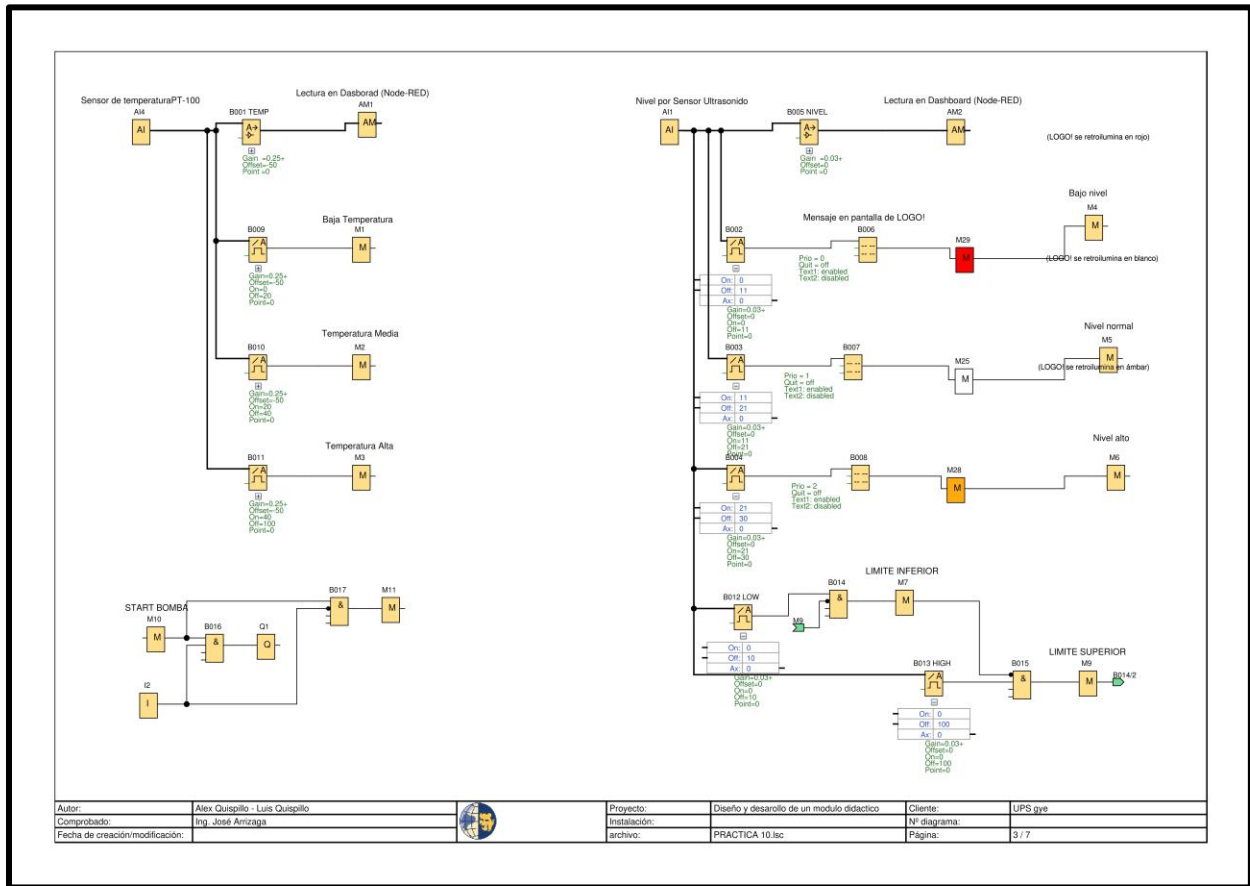 Sensor de temperaturaPT-100
AI4
AI
B001 TEMP
A→
Gain =0.25+
Offset=-50
Point =0
Lectura en Dasborad (Node-RED)
AM1
AM
Baja Temperatura
B009
A
Gain=0.25+
Offset=-50
On=0
Off=20
Point=0
M1
M
Temperatura Media
B010
A
Gain=0.25+
Offset=-50
On=20
Off=40
Point=0
M2
M
Temperatura Alta
B011
A
Gain=0.25+
Offset=-50
On=40
Off=100
Point=0
M3
M
START BOMBA
M10
M
B016
&
Q1
Q
B017
&
M11
M
I2
I
Nivel por Sensor Ultrasonido
AI1
AI
B005 NIVEL
A→
Gain =0.03+
Offset=0
Point =0
Lectura en Dashboard (Node-RED)
AM2
AM
(LOGO! se retroilumina en rojo)
Bajo nivel
M4
M
Mensaje en pantalla de LOGO!
B002
A
On: 0
Off: 11
Ax: 0
Gain=0.03+
Offset=0
On=0
Off=11
Point=0
B006
Prio = 0
Quit = off
Text1: enabled
Text2: disabled
M29
M
(LOGO! se retroilumina en blanco)
Nivel normal
M5
M
B003
A
On: 11
Off: 21
Ax: 0
Gain=0.03+
Offset=0
On=11
Off=21
Point=0
B007
Prio = 1
Quit = off
Text1: enabled
Text2: disabled
M25
M
(LOGO! se retroilumina en ámbar)
Nivel alto
M6
M
B004
A
On: 21
Off: 30
Ax: 0
Gain=0.03+
Offset=0
On=21
Off=30
Point=0
B008
Prio = 2
Quit = off
Text1: enabled
Text2: disabled
M28
M
LIMITE INFERIOR
B012 LOW
A
On: 0
Off: 10
Ax: 0
Gain=0.03+
Offset=0
On=0
Off=10
Point=0
M9
B014
&
M7
M
LIMITE SUPERIOR
B013 HIGH
A
On: 0
Off: 100
Ax: 0
Gain=0.03+
Offset=0
On=0
Off=100
Point=0
B015
&
M9
M
B014/2
Autor: Alex Quispillo - Luis Quispillo Proyecto: Diseño y desarollo de un modulo didactico Cliente: UPS gye
Comprobado: Ing. José Arrizaga Instalación: Nº diagrama:
Fecha de creación/modificación: archivo: PRACTICA 10.lsc Página: 3 / 7